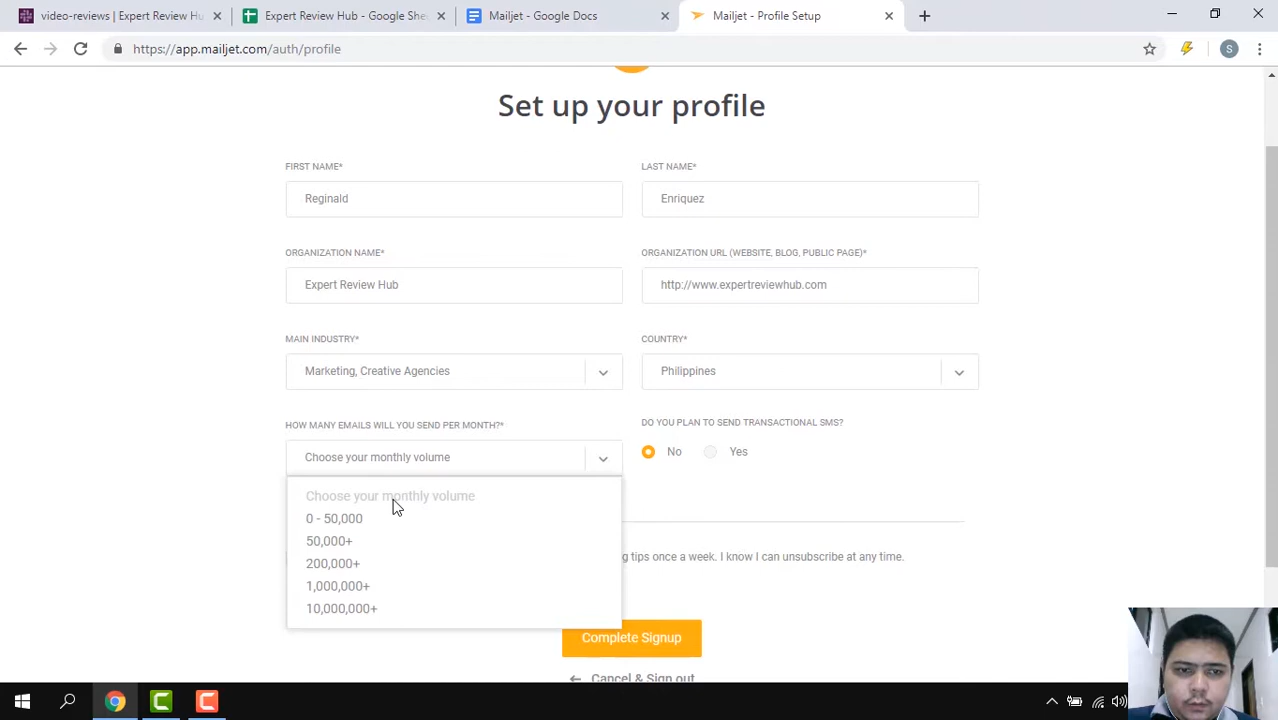 video-reviews | Expert Review Hu
Expert Review Hub - Google She
Mailjet - Google Docs
Mailjet - Profile Setup
https://app.mailjet.com/auth/profile
S
Set up your profile
FIRST NAME*
LAST NAME*
Reginald
Enriquez
ORGANIZATION NAME*
ORGANIZATION URL (WEBSITE, BLOG, PUBLIC PAGE)*
Expert Review Hub
http://www.expertreviewhub.com
MAIN INDUSTRY*
COUNTRY*
Marketing, Creative Agencies
Philippines
HOW MANY EMAILS WILL YOU SEND PER MONTH?*
DO YOU PLAN TO SEND TRANSACTIONAL SMS?
Choose your monthly volume
No
Yes
Choose your monthly volume
0 - 50,000
50,000+
200,000+
1,000,000+
10,000,000+
tips once a week. I know I can unsubscribe at any time.
Complete Signup
Cancel & Sign out